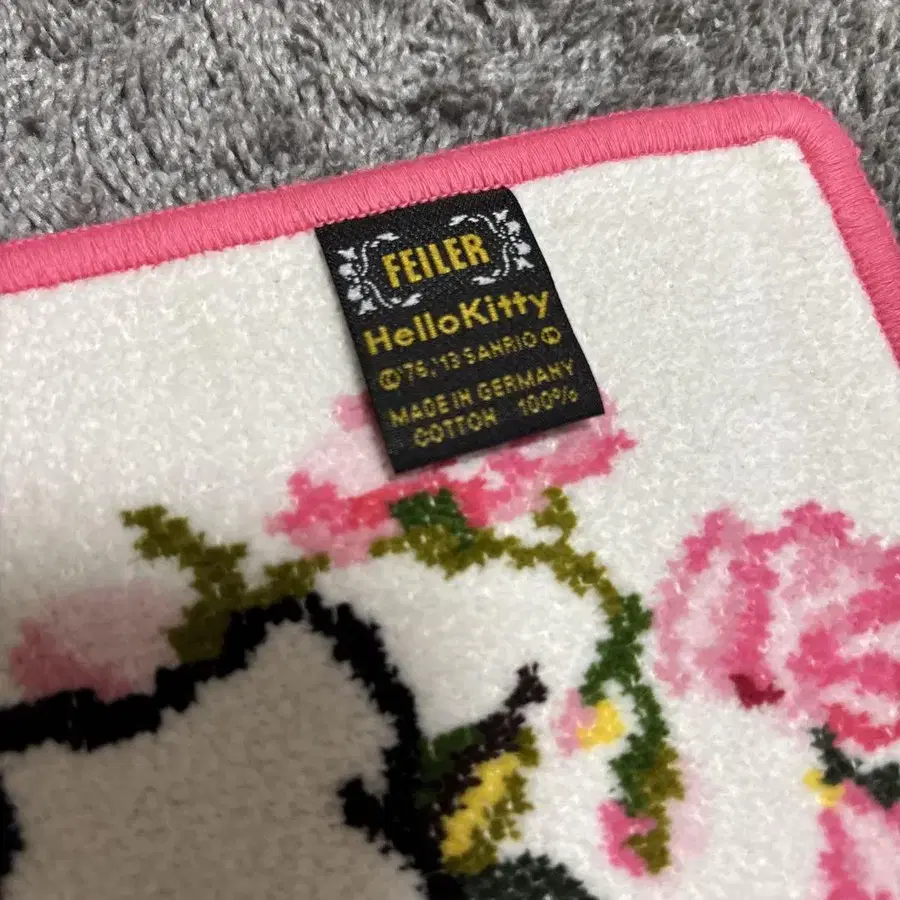 FEILER
HelloKitty
©'76,'13 SANRIO Ⓛ
MADE IN GERMANY
COTTON 100%